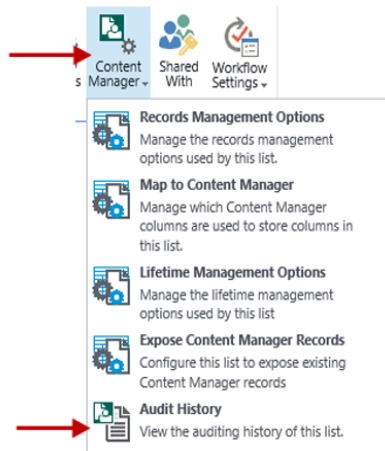 Content Shared Workflow
s Manager With Settings
Records Management Options
Manage the records management
options used by this list.
Map to Content Manager
Manage which Content Manager
columns are used to store columns in
this list.
Lifetime Management Options
Manage the lifetime management
options used by this list
Expose Content Manager Records
Configure this list to expose existing
Content Manager records
Audit History
View the auditing history of this list.